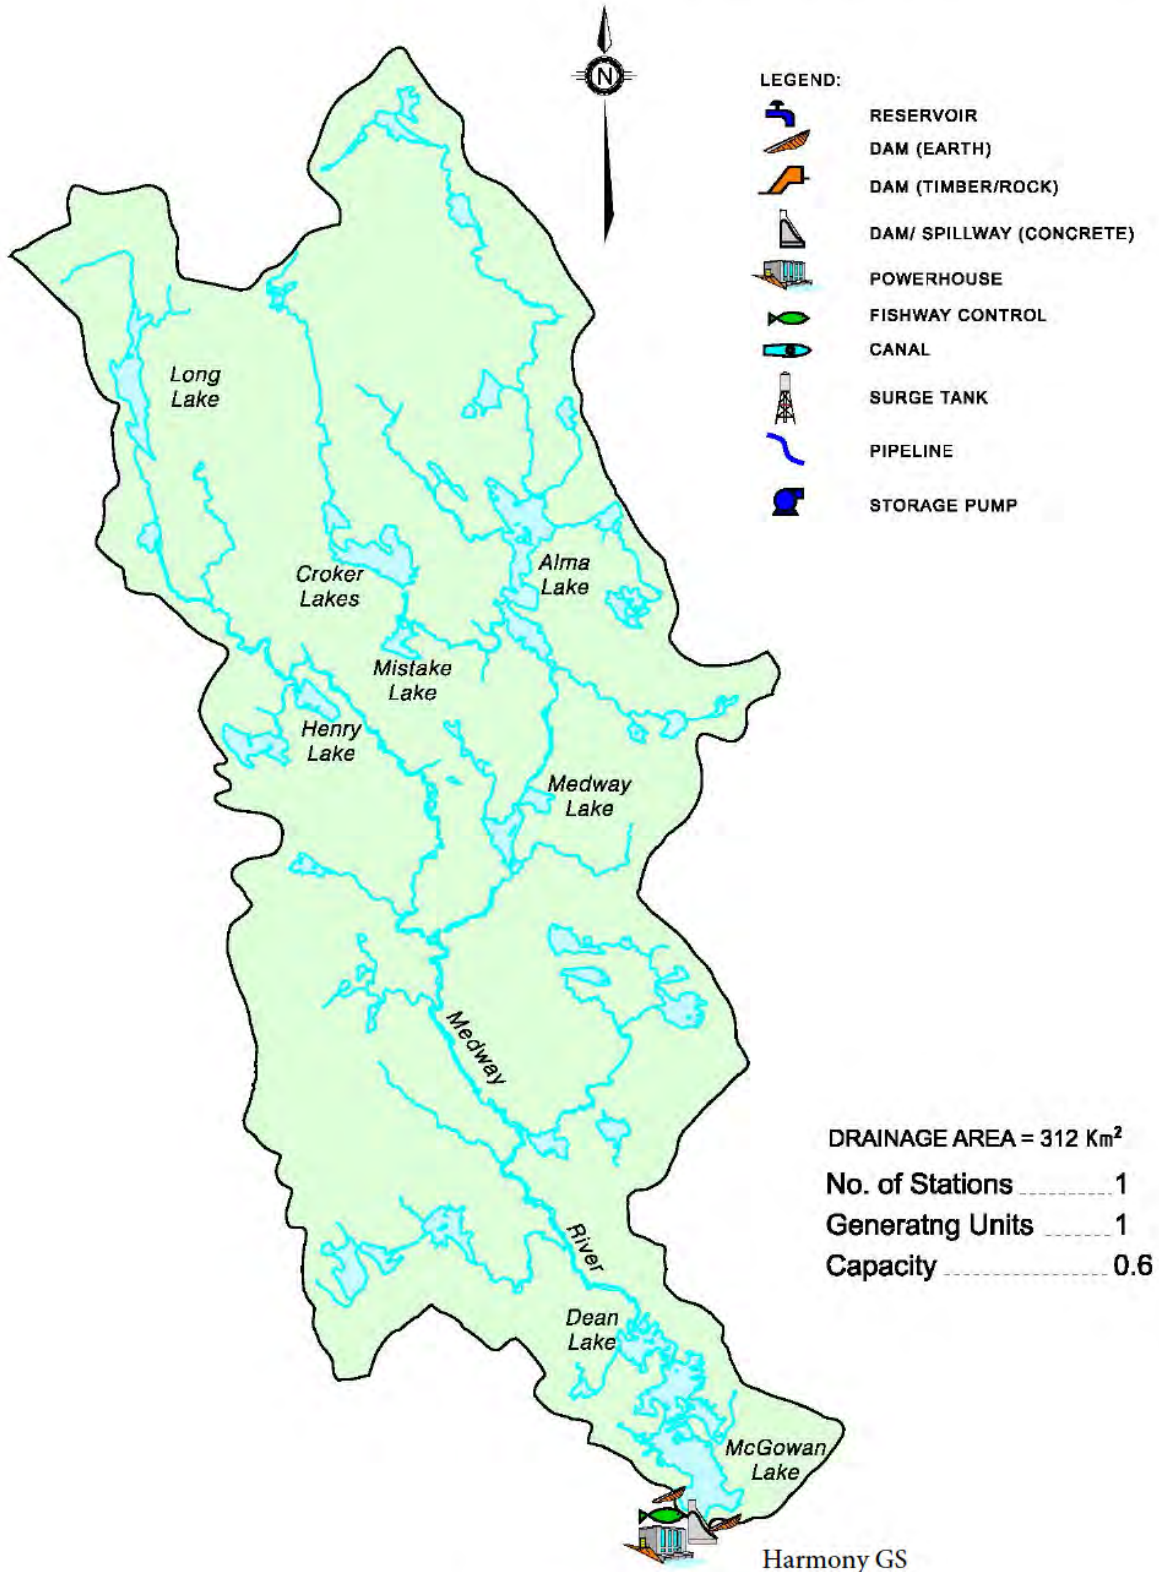 N
LEGEND:
RESERVOIR
DAM (EARTH)
DAM (TIMBER/ROCK)
DAM/ SPILLWAY (CONCRETE)
POWERHOUSE
FISHWAY CONTROL
CANAL
SURGE TANK
PIPELINE
STORAGE PUMP
Long
Lake
Croker
Lakes
Alma
Lake
Mistake
Lake
Henry
Lake
Medway
Lake
Medway
River
DRAINAGE AREA = 312 Km²
No. of Stations 1
Generatng Units 1
Capacity 0.6
Dean
Lake
McGowan
Lake
Harmony GS